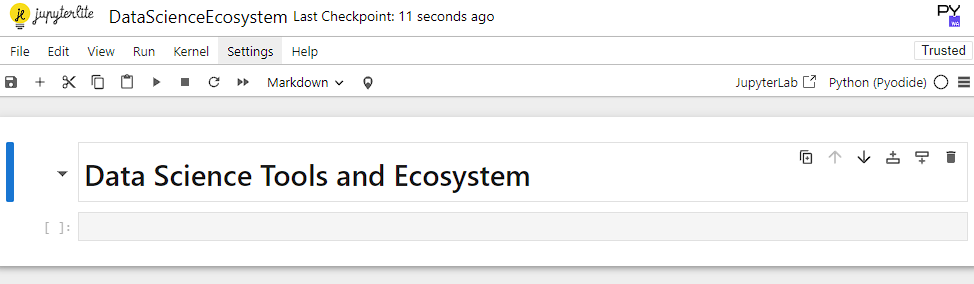 jupyterlite DataScienceEcosystem Last Checkpoint: 11 seconds ago PY WA
File Edit View Run Kernel Settings Help Trusted
Markdown JupyterLab Python (Pyodide)
Data Science Tools and Ecosystem
[ ]: